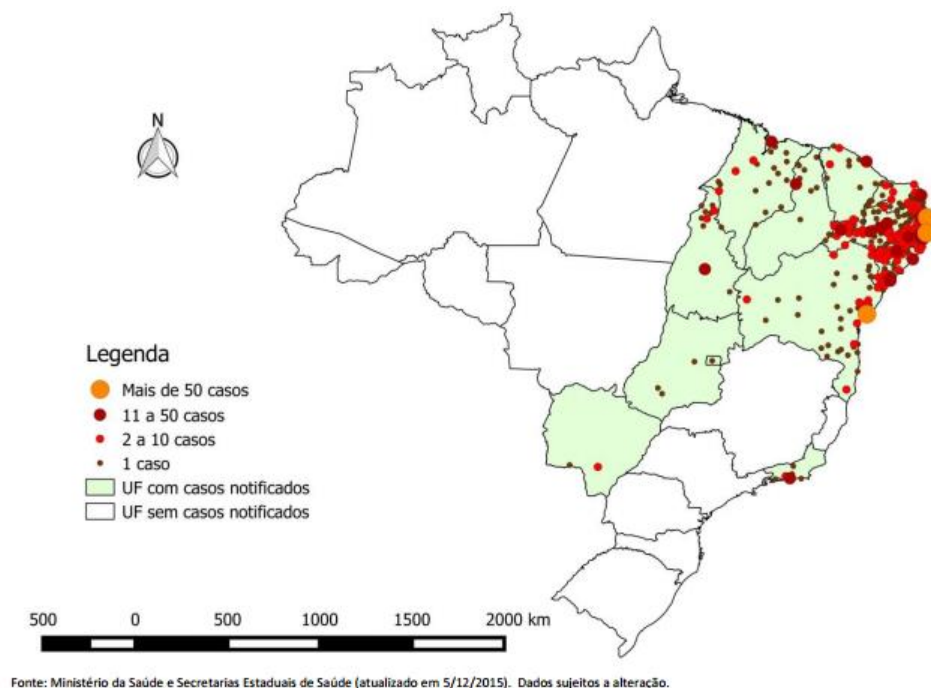 N
Legenda
Mais de 50 casos
11 a 50 casos
2 a 10 casos
1 caso
UF com casos notificados
UF sem casos notificados
500 0 500 1000 1500 2000 km
Fonte: Ministério da Saúde e Secretarias Estaduais de Saúde (atualizado em 5/12/2015). Dados sujeitos a alteração.